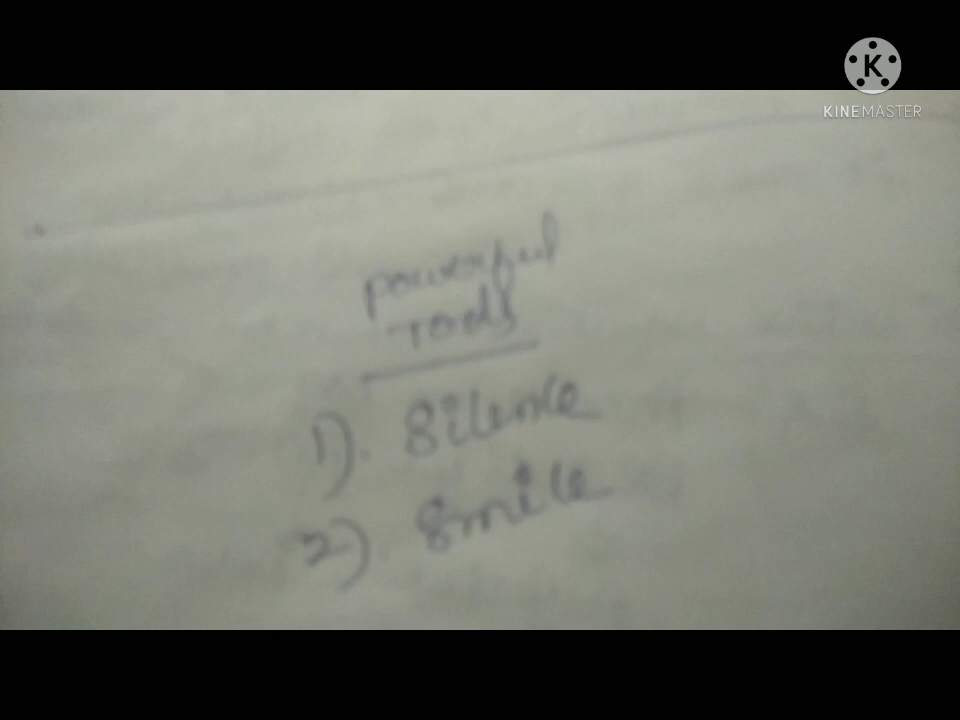 K
KINEMASTER
powerful
Tools
1). Silence
2) Smile